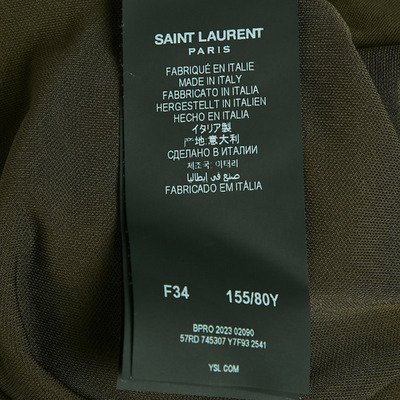 SAINT LAURENT
PARIS
FABRIQUÉ EN ITALIE
MADE IN ITALY
FABBRICATO IN ITALIA
HERGESTELLT IN ITALIEN
HECHO EN ITALIA
イタリア製
产地:意大利
СДЕЛАНО В ИТАЛИИ
제조국: 이태리
صنع في إيطاليا
FABRICADO EM ITÁLIA
F34 155/80Y
BPRO 2023 02090
57RD 745307 Y7F93 2541
YSL.COM